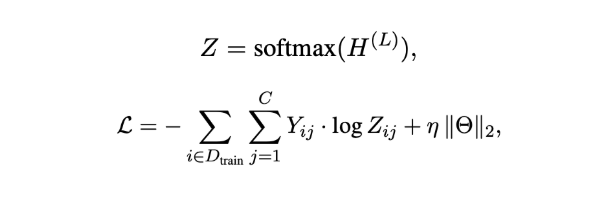 Z = softmax(H^{(L)}),
\mathcal{L} = - \sum_{i \in D_{\text{train}}} \sum_{j=1}^{C} Y_{ij} \cdot \log Z_{ij} + \eta \|\Theta\|_2,